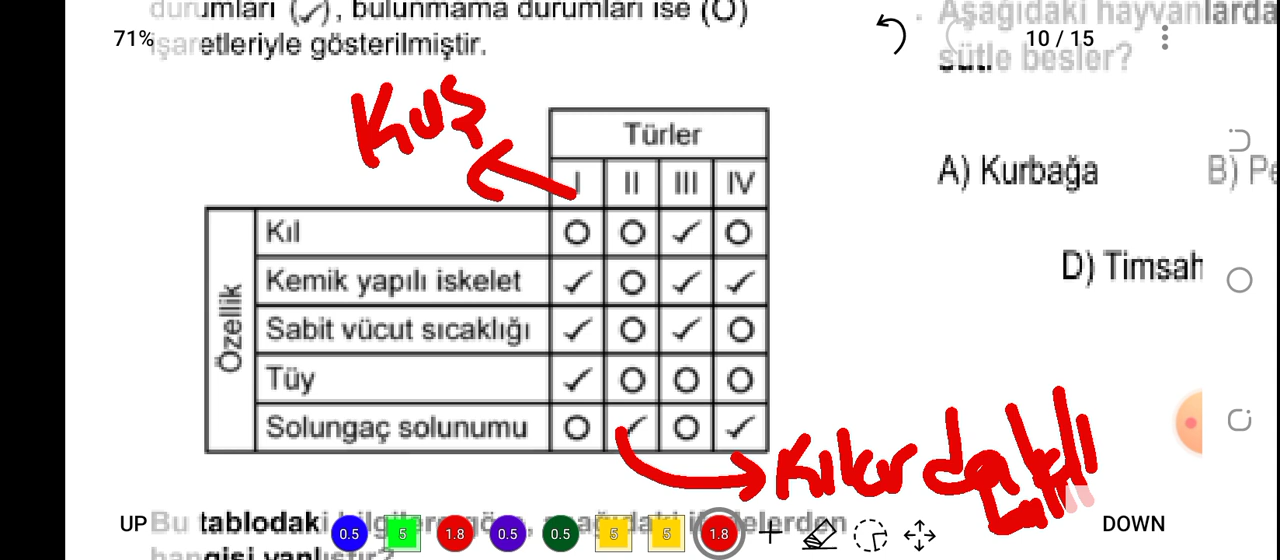 durumları (✓), bulunmama durumları ise (O)
işaretleriyle gösterilmiştir.
71%
Aşağıdaki hayvanlarda
sütle besler?
10 / 15
Kuş
Türler
I II III IV
Özellik
Kıl O O ✓ O
Kemik yapılı iskelet ✓ O ✓ ✓
Sabit vücut sıcaklığı ✓ O ✓ O
Tüy ✓ O O O
Solungaç solunumu O ✓ O ✓
A) Kurbağa
B) Pe
D) Timsah
Kıkırdaklı
UP
Bu tablodaki bilgilere göre, aşağıdaki ifadelerden
hangisi yanlıştır?
0.5 5 1.8 0.5 0.5 5 5 1.8
DOWN